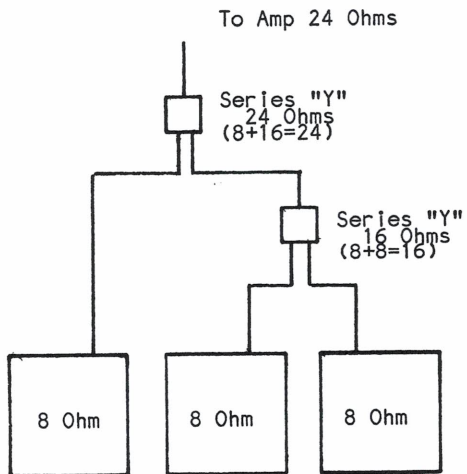 To Amp 24 Ohms
Series "Y"
24 Ohms
(8+16=24)
Series "Y"
16 Ohms
(8+8=16)
8 Ohm
8 Ohm
8 Ohm